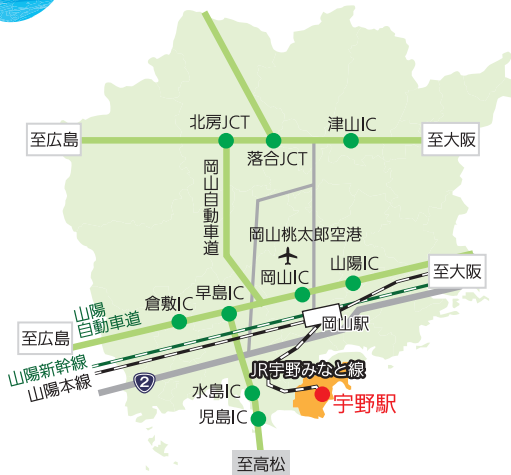 北房JCT
津山IC
至広島
至大阪
落合JCT
岡山自動車道
岡山桃太郎空港
岡山IC
山陽IC
至大阪
早島IC
倉敷IC
山陽
自動車道
至広島
岡山駅
山陽新幹線
山陽本線
2
JR宇野みなと線
水島IC
宇野駅
児島IC
至高松